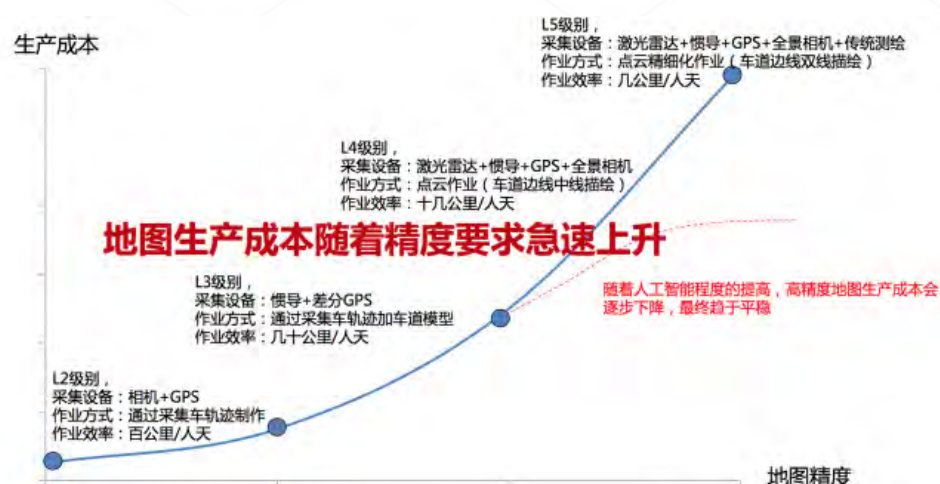 生产成本
L5级别，
采集设备：激光雷达+惯导+GPS+全景相机+传统测绘
作业方式：点云精细化作业（车道边线双线描绘）
作业效率：几公里/人天
L4级别，
采集设备：激光雷达+惯导+GPS+全景相机
作业方式：点云作业（车道边线中线描绘）
作业效率：十几公里/人天
地图生产成本随着精度要求急速上升
L3级别，
采集设备：惯导+差分GPS
作业方式：通过采集车轨迹加车道模型
作业效率：几十公里/人天
随着人工智能程度的提高，高精度地图生产成本会
逐步下降，最终趋于平稳
L2级别，
采集设备：相机+GPS
作业方式：通过采集车轨迹制作
作业效率：百公里/人天
地图精度